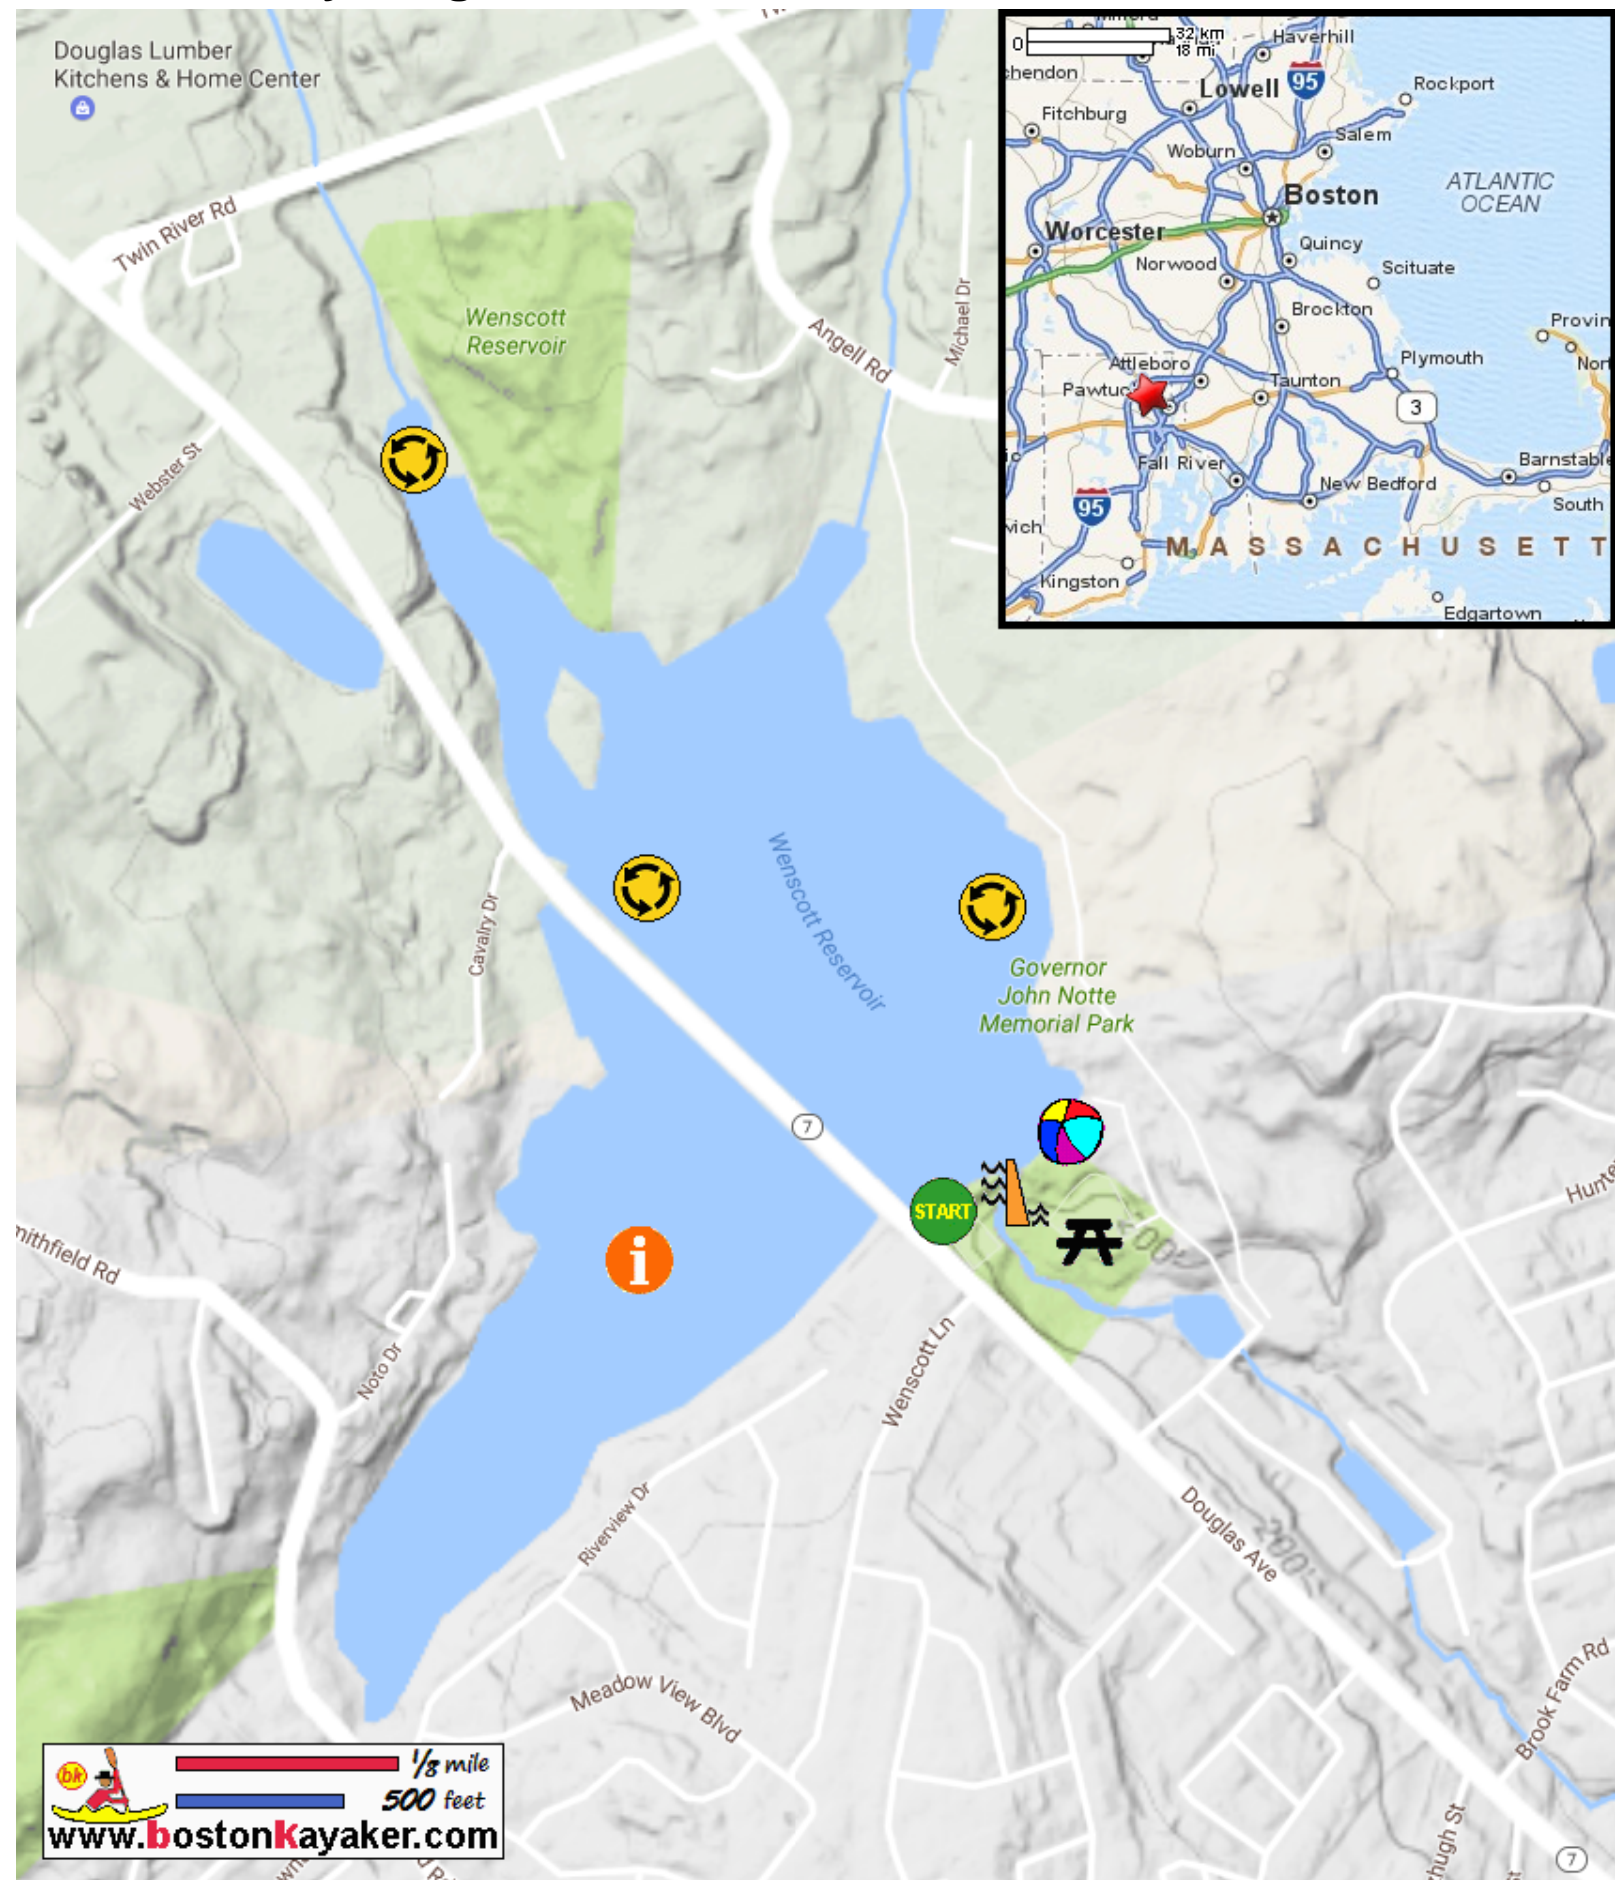 Douglas Lumber
Kitchens & Home Center
Twin River Rd
Wenscott
Reservoir
Angell Rd
Michael Dr
Webster St
0
32 km
18 mi
Haverhill
95
Lowell
Rockport
Fitchburg
Salem
Woburn
Boston
ATLANTIC
OCEAN
Worcester
Quincy
Norwood
Scituate
Brockton
Plymouth
Attleboro
Taunton
3
Fall River
Barnstable
New Bedford
South
95
MASSACHUSETT
Kingston
Edgartown
Cavalry Dr
Wenscott Reservoir
Governor
John Notte
Memorial Park
7
START
i
Noto Dr
Wenscott Ln
Riverview Dr
Douglas Ave
200'
Meadow View Blvd
Brook Farm Rd
7
bk
1/8 mile
500 feet
www.bostonkayaker.com